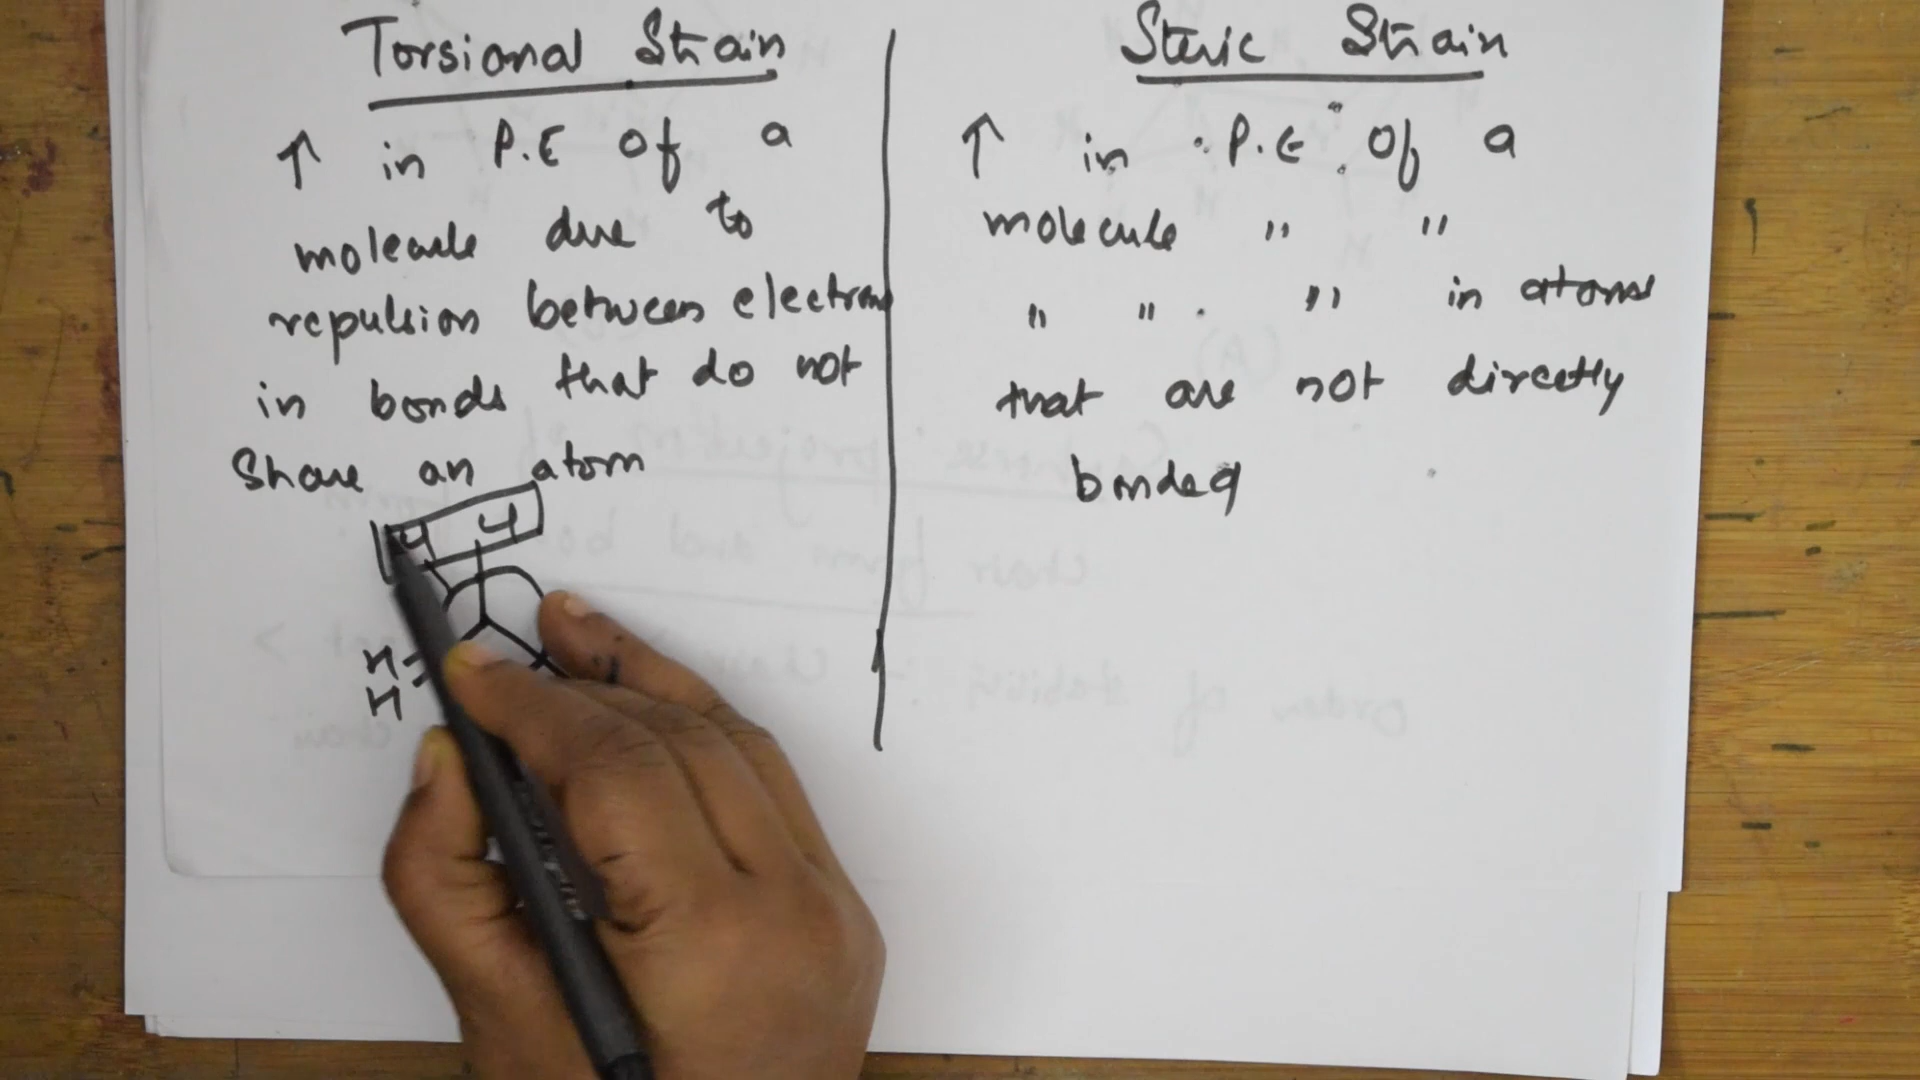 Torsional Strain
↑ in P.E of a
molecule due to
repulsion between electrons
in bonds that do not
Share an atom
H H
H
H
Steric Strain
↑ in P.E of a
molecule " "
" " " in atoms
that are not directly
bonded